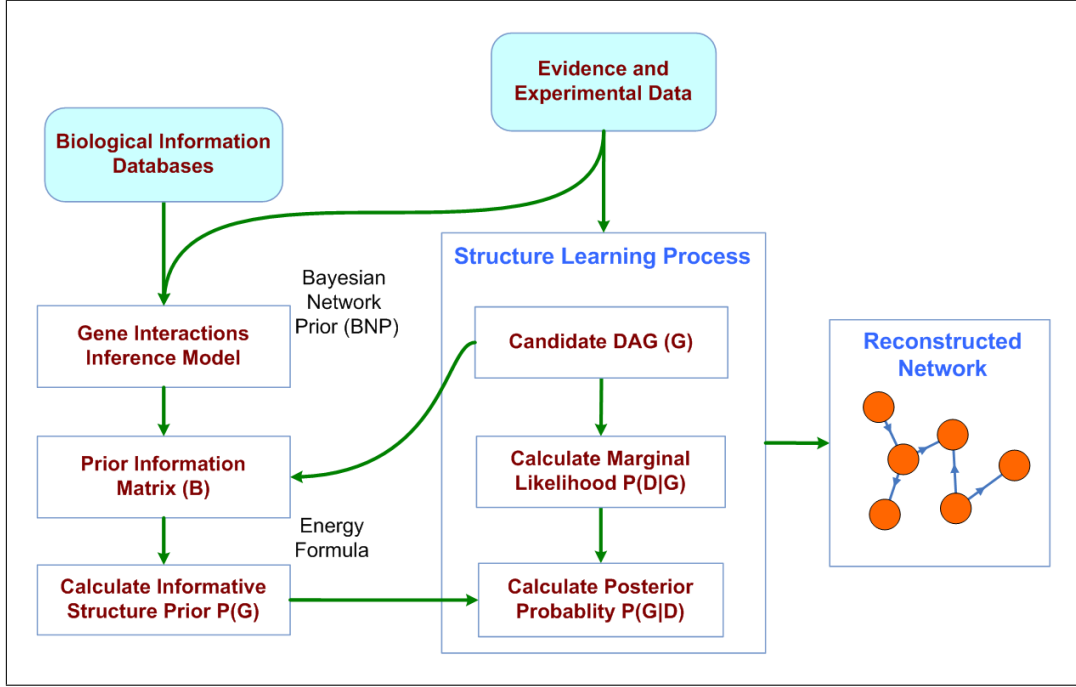 Evidence and
Experimental Data
Biological Information
Databases
Structure Learning Process
Bayesian
Network
Prior (BNP)
Gene Interactions
Inference Model
Candidate DAG (G)
Reconstructed
Network
Prior Information
Matrix (B)
Calculate Marginal
Likelihood P(D|G)
Energy
Formula
Calculate Informative
Structure Prior P(G)
Calculate Posterior
Probablity P(G|D)